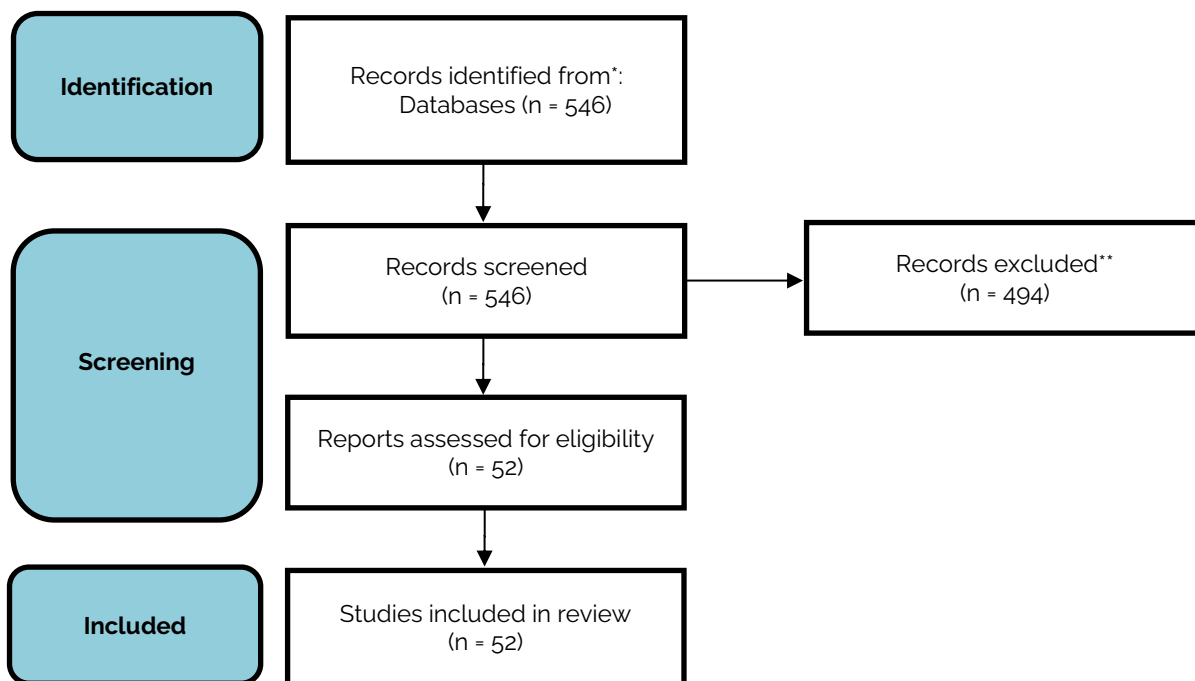 Identification
Records identified from*:
Databases (n = 546)
Screening
Records screened
(n = 546)
Records excluded**
(n = 494)
Reports assessed for eligibility
(n = 52)
Included
Studies included in review
(n = 52)